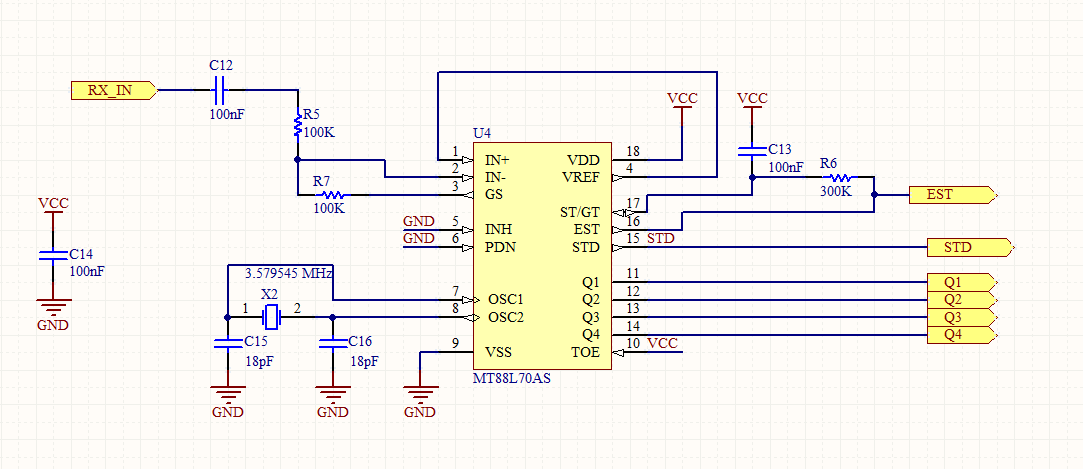 C12
RX_IN
100nF
R5
100K
R7
100K
VCC
C14
100nF
GND
GND
GND
3.579545 MHz
X2
1
2
C15
18pF
C16
18pF
GND
GND
GND
U4
1
IN+
2
IN-
3
GS
5
INH
6
PDN
7
OSC1
8
OSC2
9
VSS
VDD
18
VREF
4
ST/GT
17
EST
16
STD
15
STD
Q1
11
Q2
12
Q3
13
Q4
14
TOE
10
VCC
MT88L70AS
VCC
VCC
C13
100nF
R6
300K
EST
STD
Q1
Q2
Q3
Q4